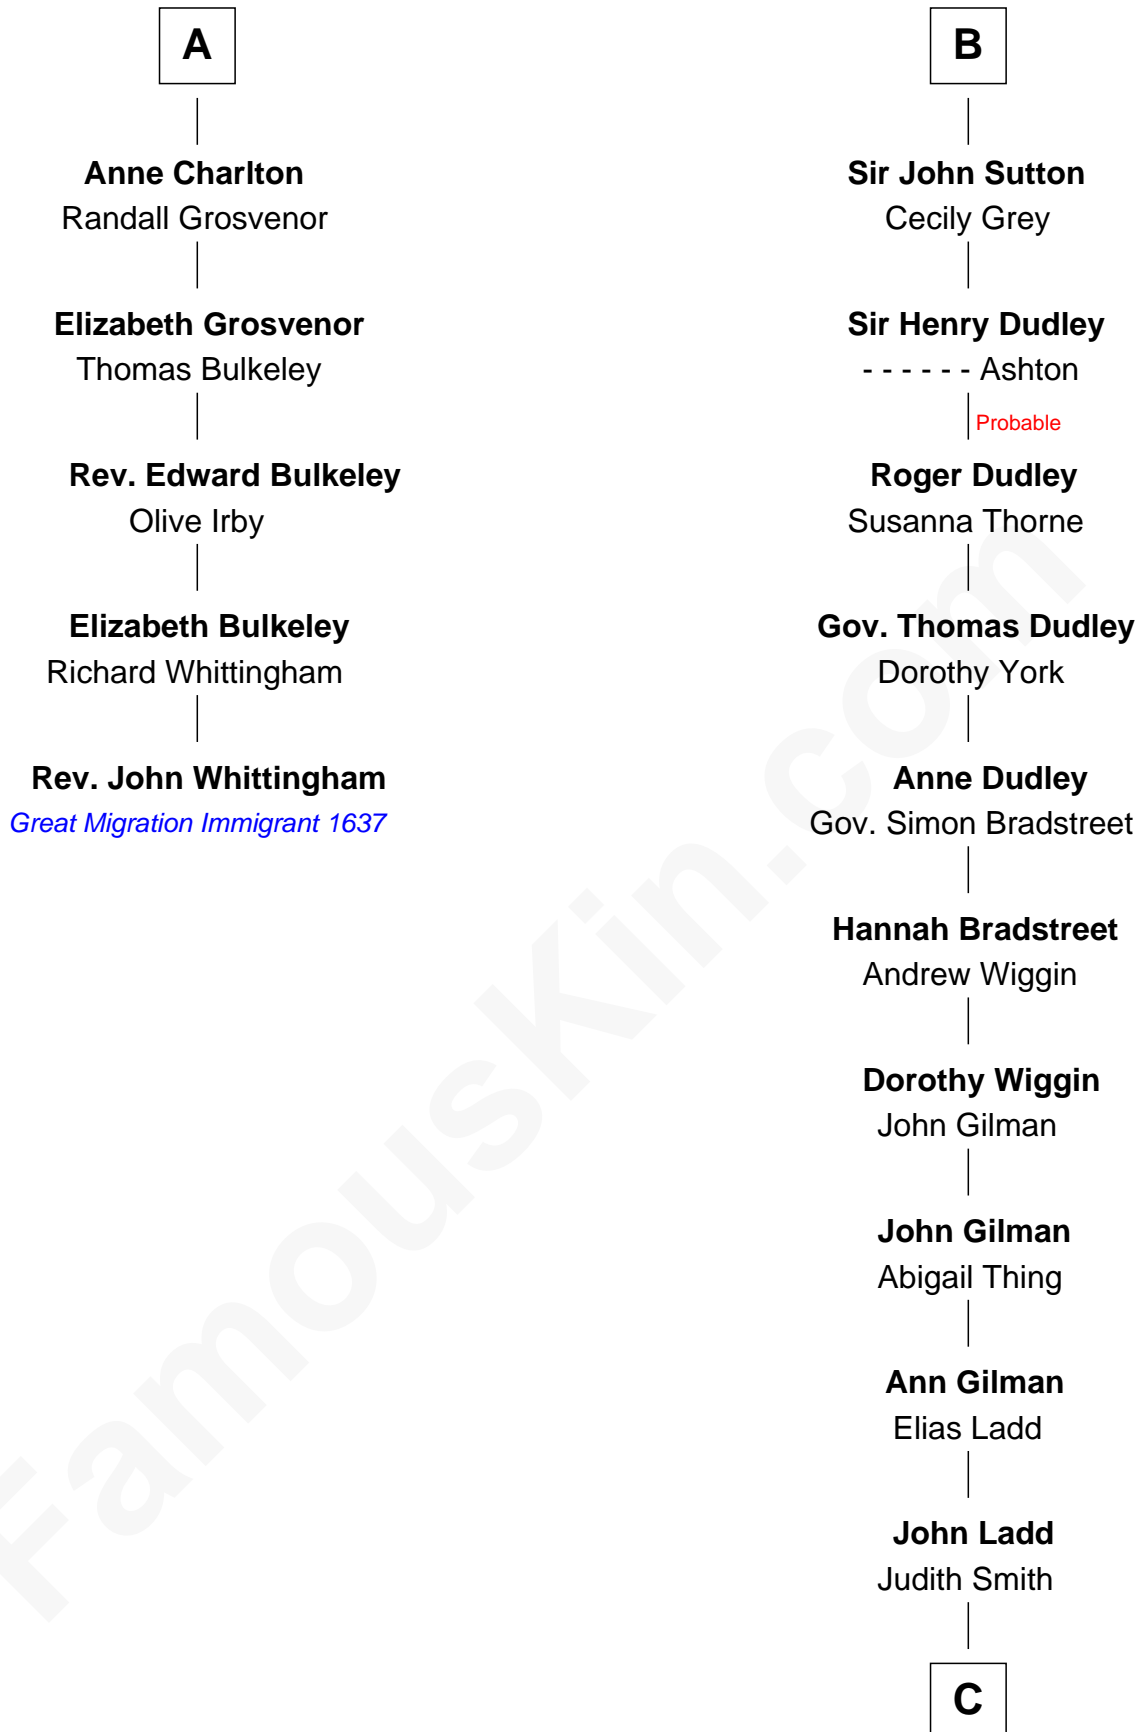 A
Anne Charlton
Randall Grosvenor
Elizabeth Grosvenor
Thomas Bulkeley
Rev. Edward Bulkeley
Olive Irby
Elizabeth Bulkeley
Richard Whittingham
Rev. John Whittingham
Great Migration Immigrant 1637
B
Sir John Sutton
Cecily Grey
Sir Henry Dudley
- - - - - - Ashton
Probable
Roger Dudley
Susanna Thorne
Gov. Thomas Dudley
Dorothy York
Anne Dudley
Gov. Simon Bradstreet
Hannah Bradstreet
Andrew Wiggin
Dorothy Wiggin
John Gilman
John Gilman
Abigail Thing
Ann Gilman
Elias Ladd
John Ladd
Judith Smith
C
FamousKin.com